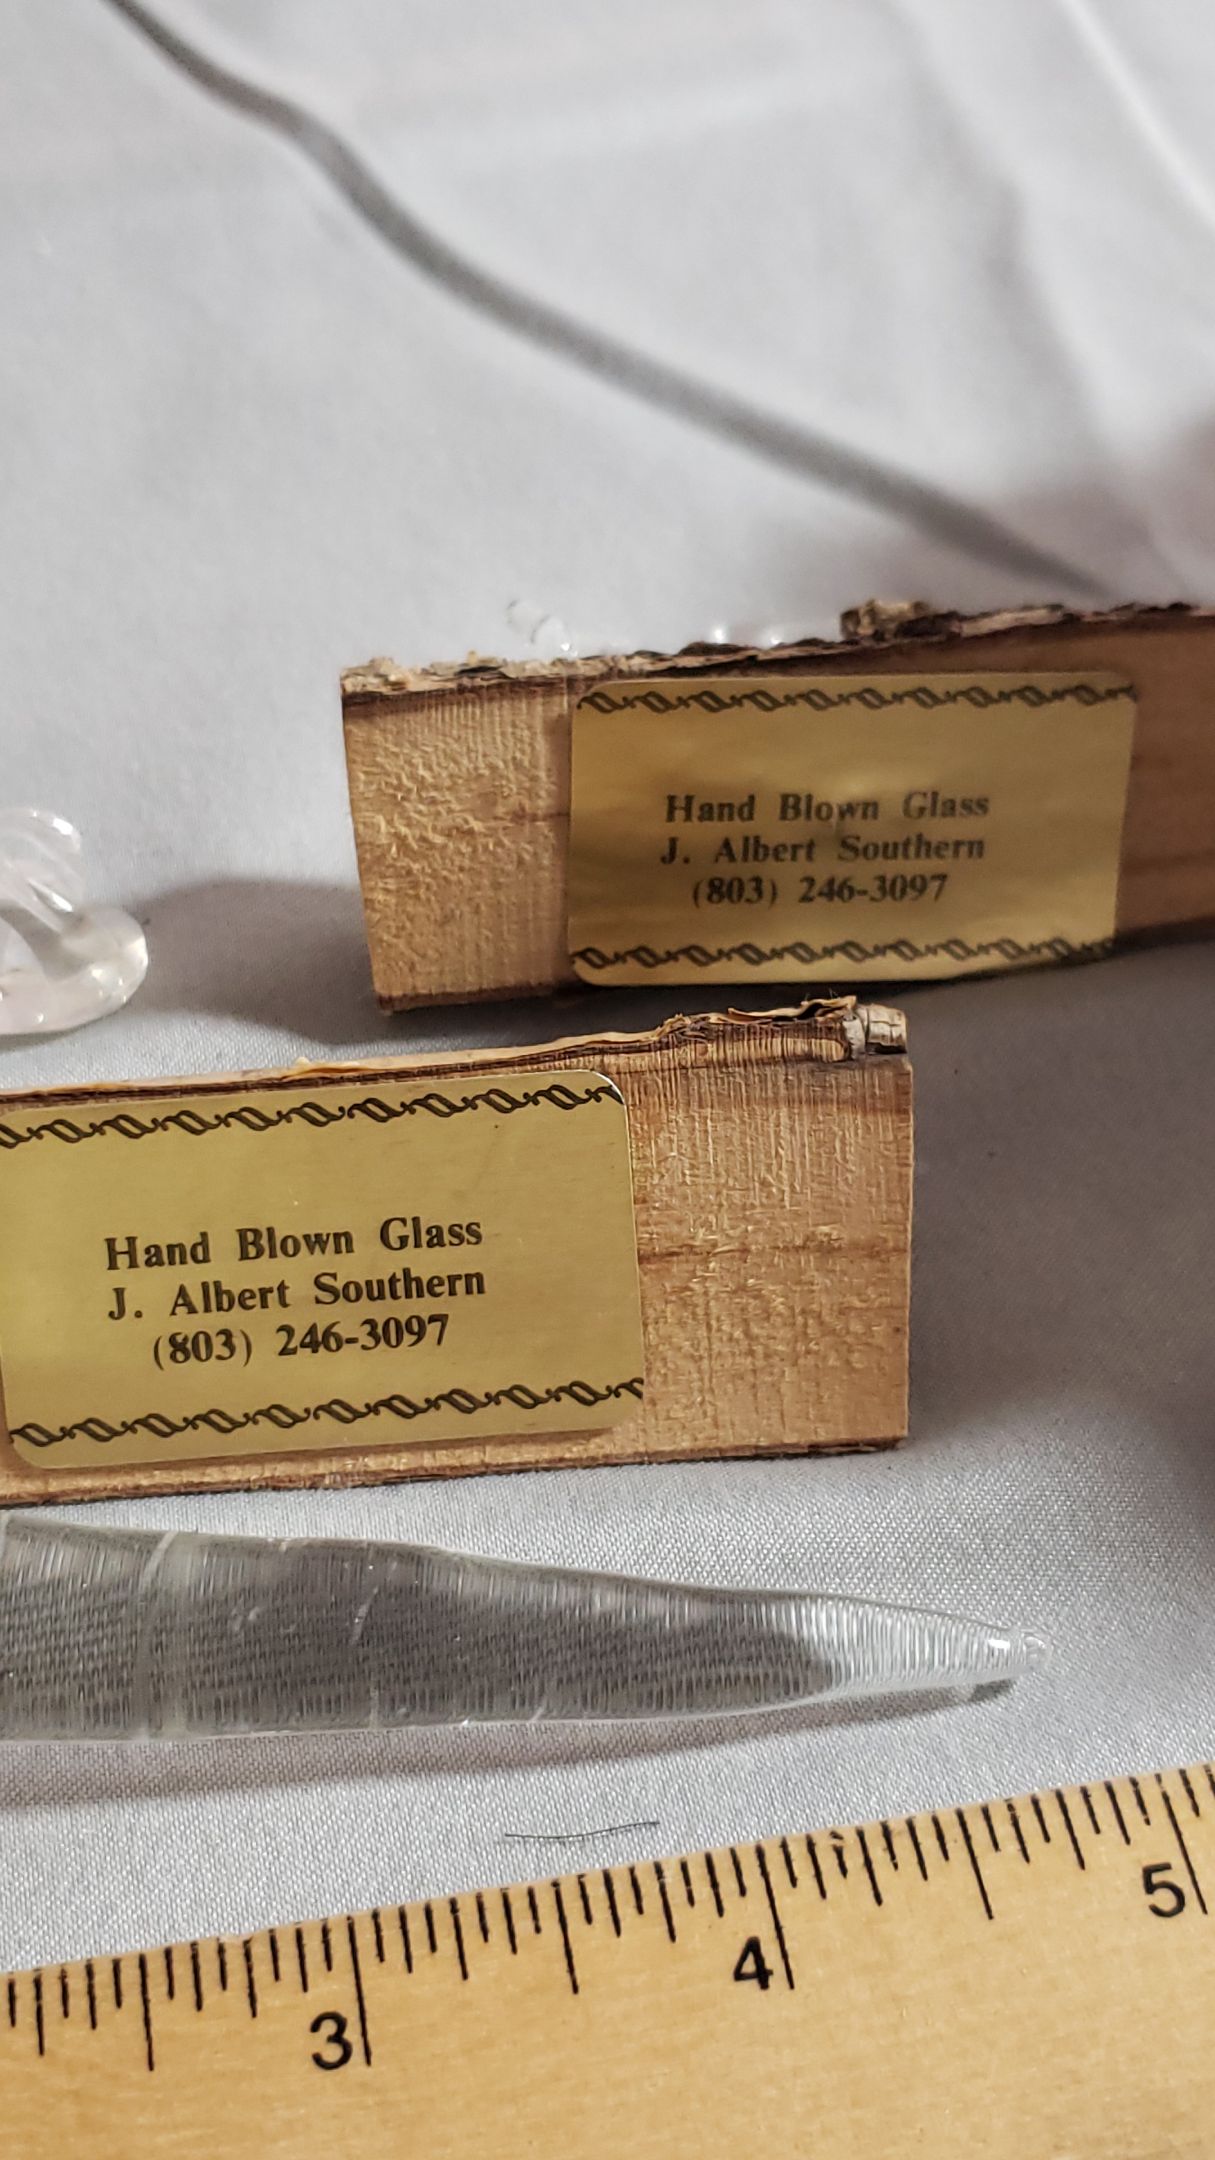 Hand Blown Glass
J. Albert Southern
(803) 246-3097
Hand Blown Glass
J. Albert Southern
(803) 246-3097
3 4 5